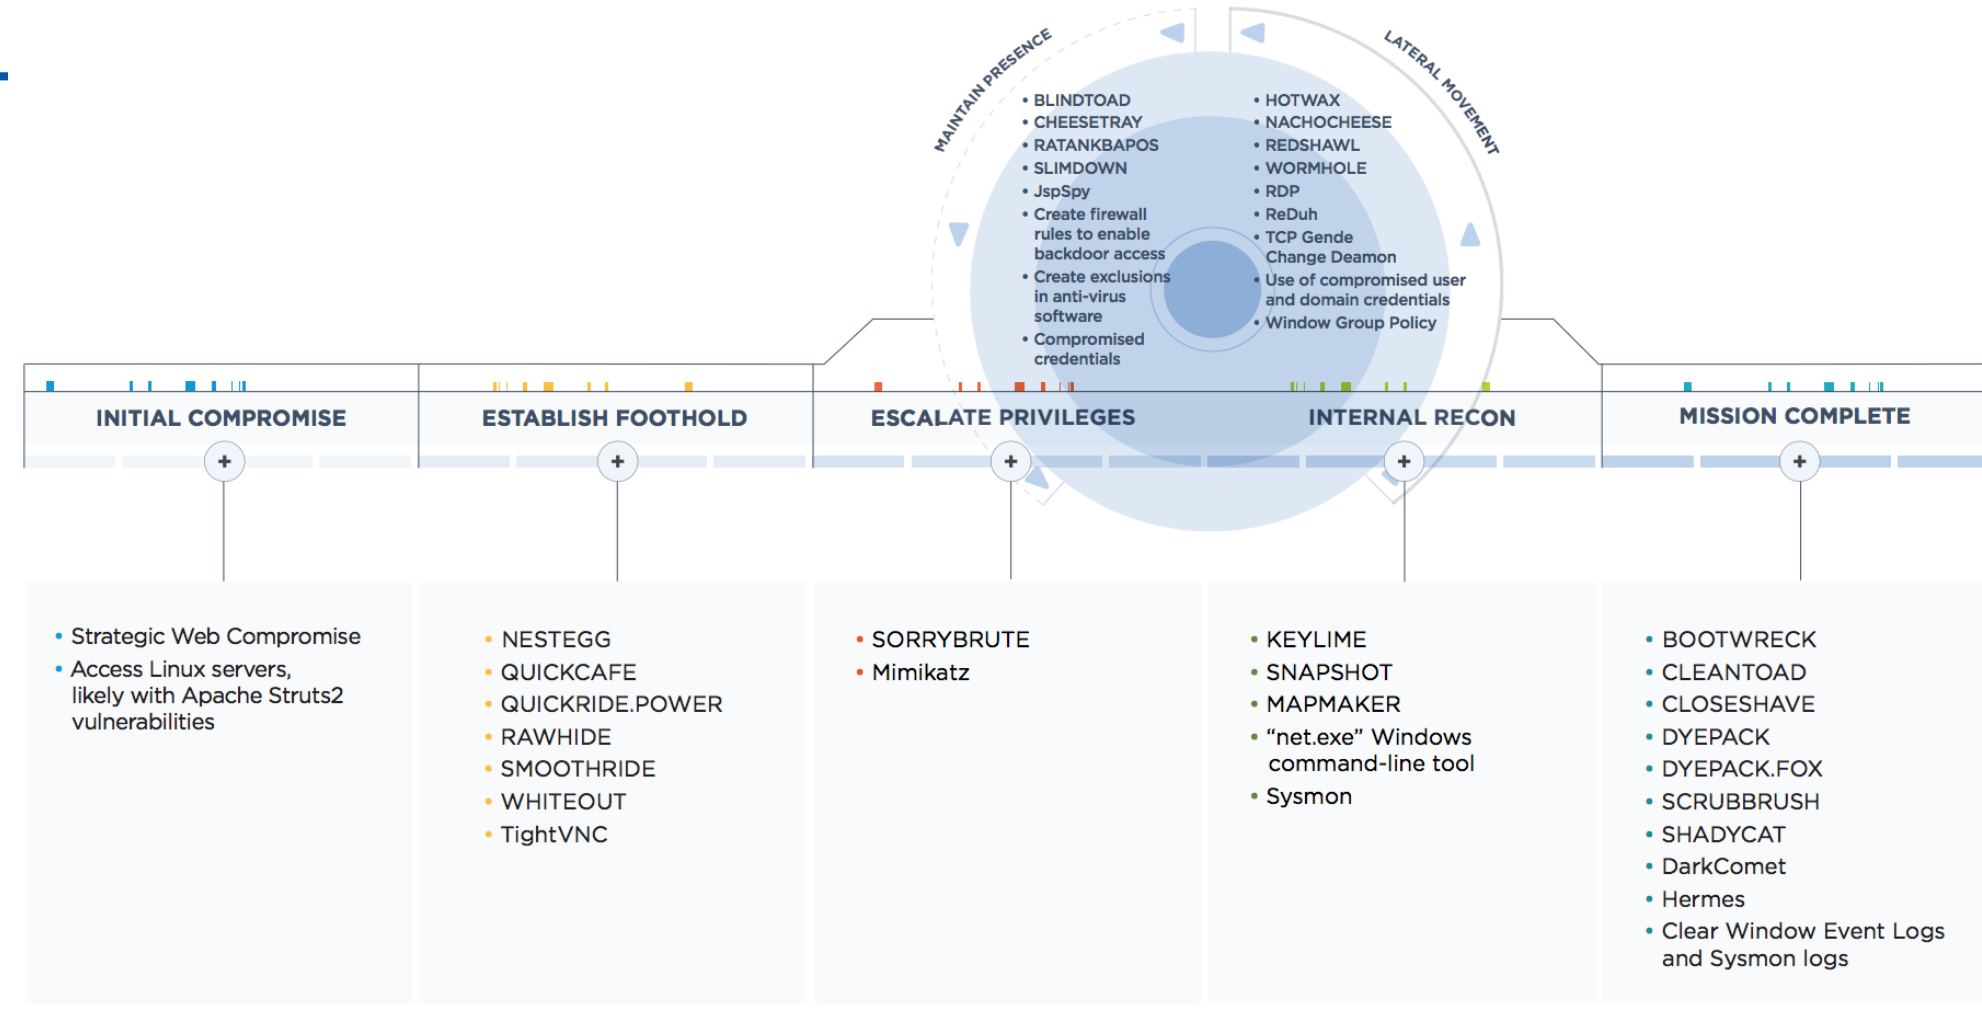 MAINTAIN PRESENCE
• BLINDTOAD
• CHEESETRAY
• RATANKBAPOS
• SLIMDOWN
• JspSpy
• Create firewall
rules to enable
backdoor access
• Create exclusions
in anti-virus
software
• Compromised
credentials
LATERAL MOVEMENT
• HOTWAX
• NACHOCHEESE
• REDSHAWL
• WORMHOLE
• RDP
• ReDuh
• TCP Gende
Change Deamon
• Use of compromised user
and domain credentials
• Window Group Policy
INITIAL COMPROMISE
ESTABLISH FOOTHOLD
ESCALATE PRIVILEGES
INTERNAL RECON
MISSION COMPLETE
• Strategic Web Compromise
• Access Linux servers,
likely with Apache Struts2
vulnerabilities
• NESTEGG
• QUICKCAFE
• QUICKRIDE.POWER
• RAWHIDE
• SMOOTHRIDE
• WHITEOUT
• TightVNC
• SORRYBRUTE
• Mimikatz
• KEYLIME
• SNAPSHOT
• MAPMAKER
• “net.exe” Windows
command-line tool
• Sysmon
• BOOTWRECK
• CLEANTOAD
• CLOSESHAVE
• DYEPACK
• DYEPACK.FOX
• SCRUBBRUSH
• SHADYCAT
• DarkComet
• Hermes
• Clear Window Event Logs
and Sysmon logs